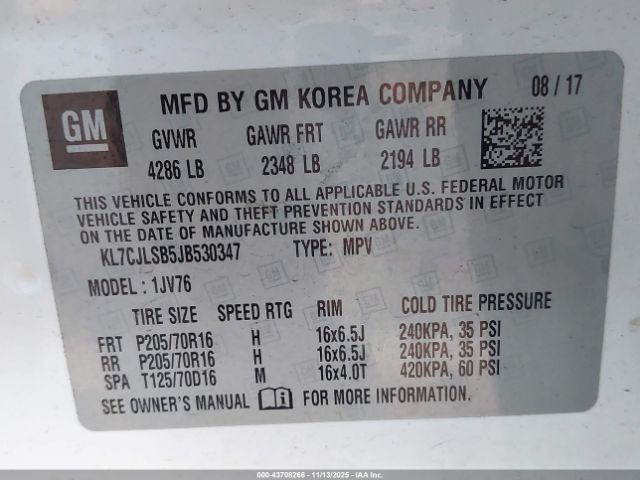 GM
MFD BY GM KOREA COMPANY 08 / 17
GVWR GAWR FRT GAWR RR
4286 LB 2348 LB 2194 LB
THIS VEHICLE CONFORMS TO ALL APPLICABLE U.S. FEDERAL MOTOR
VEHICLE SAFETY AND THEFT PREVENTION STANDARDS IN EFFECT
ON THE DATE OF MANUFACTURE SHOWN ABOVE.
KL7CJLSB5JB530347 TYPE: MPV
MODEL : 1JV76
TIRE SIZE SPEED RTG RIM COLD TIRE PRESSURE
FRT P205/70R16 H 16x6.5J 240KPA, 35 PSI
RR P205/70R16 H 16x6.5J 240KPA, 35 PSI
SPA T125/70D16 M 16x4.0T 420KPA, 60 PSI
SEE OWNER'S MANUAL i FOR MORE INFORMATION.
000-43708266 - 11/13/2025 - IAAI Inc.